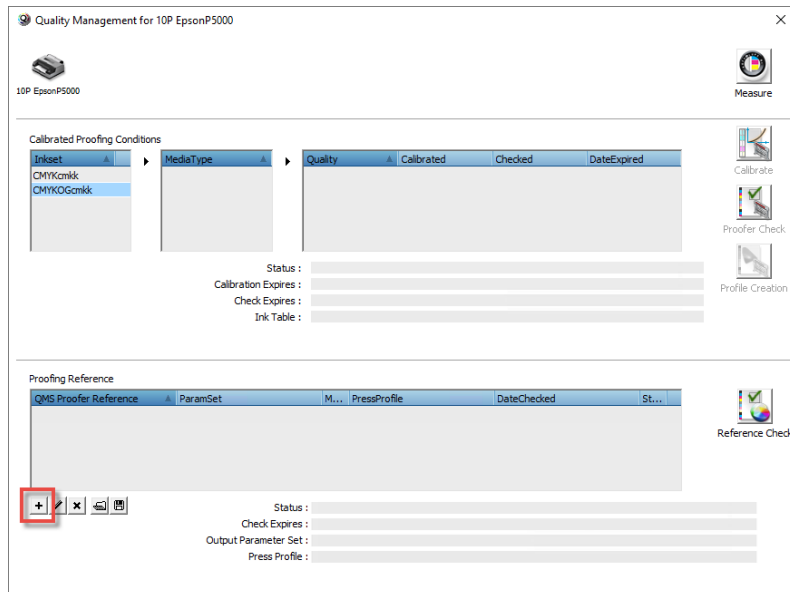 Quality Management for 10P EpsonP5000
10P EpsonP5000
Measure
Calibrated Proofing Conditions
Inkset MediaType Quality Calibrated Checked DateExpired
CMYKcmkk
CMYKOGcmkk
Calibrate
Proofer Check
Profile Creation
Status :
Calibration Expires :
Check Expires :
Ink Table :
Proofing Reference
QMS Proofer Reference ParamSet M... PressProfile DateChecked St...
Reference Check
Status :
Check Expires :
Output Parameter Set :
Press Profile :